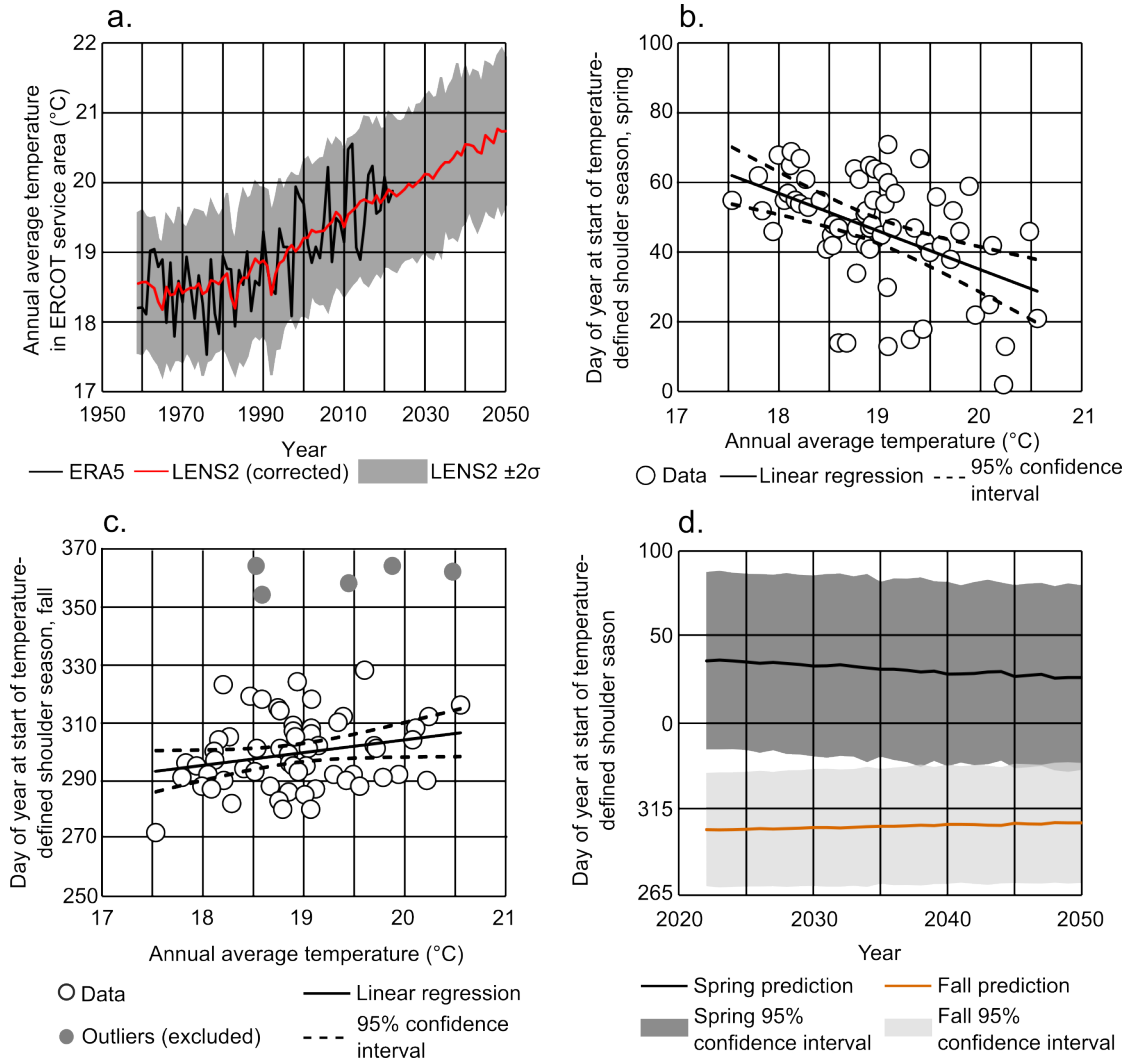 a.
22
21
20
19
18
17
1950
1970
1990
2010
2030
2050
Annual average temperature
in ERCOT service area (°C)
Year
ERA5
LENS2 (corrected)
LENS2 ±2σ
b.
100
80
60
40
20
0
17
18
19
20
21
Day of year at start of temperature-
defined shoulder season, spring
Annual average temperature (°C)
Data
Linear regression
95% confidence
interval
c.
370
350
330
310
290
270
250
17
18
19
20
21
Day of year at start of temperature-
defined shoulder season, fall
Annual average temperature (°C)
Data
Linear regression
Outliers (excluded)
95% confidence
interval
d.
100
50
0
315
265
2020
2030
2040
2050
Day of year at start of temperature-
defined shoulder sason
Year
Spring prediction
Fall prediction
Spring 95%
confidence interval
Fall 95%
confidence interval